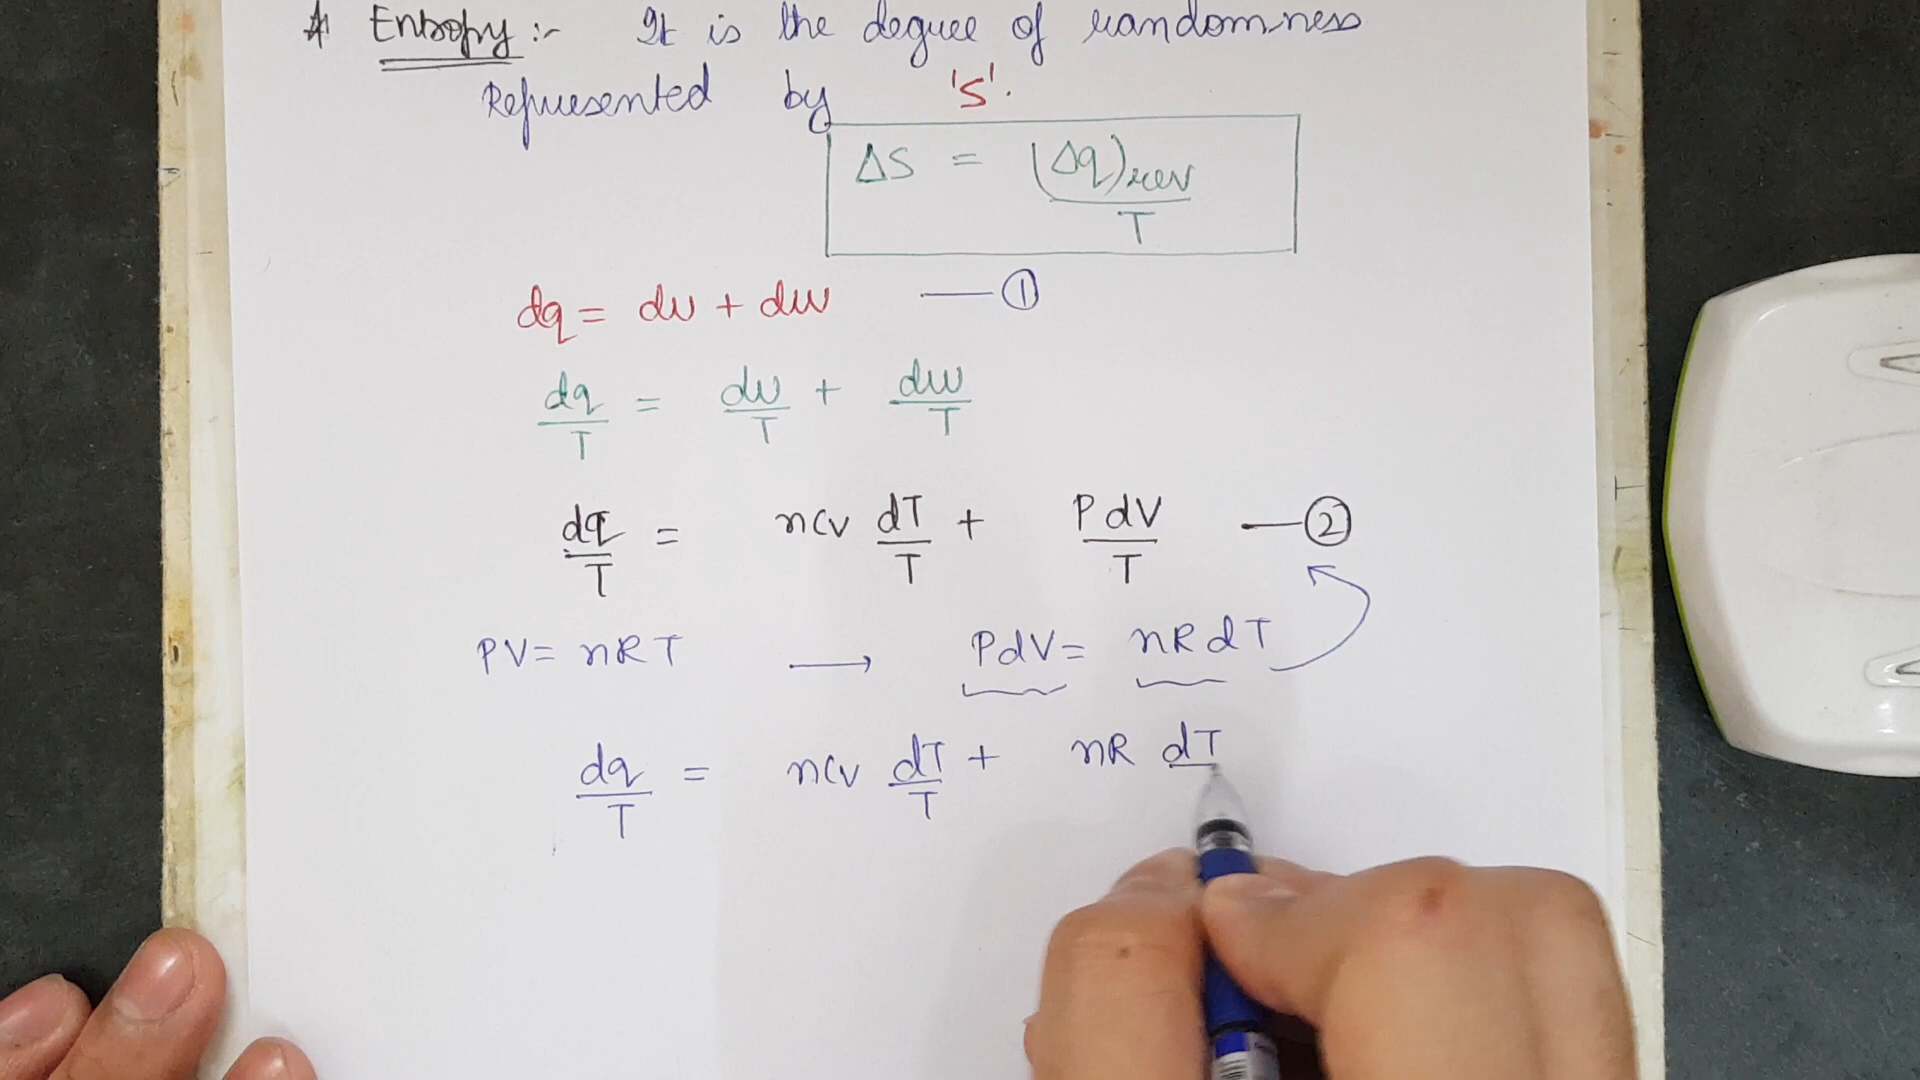 * Entropy :- It is the degree of randomness
Represented by 'S'.
ΔS = (Δq)rev / T
dq = du + dw —①
dq/T = du/T + dw/T
dq/T = nCv dT/T + PdV/T —②
PV = nRT → PdV = nRdT
dq/T = nCv dT/T + nR dT